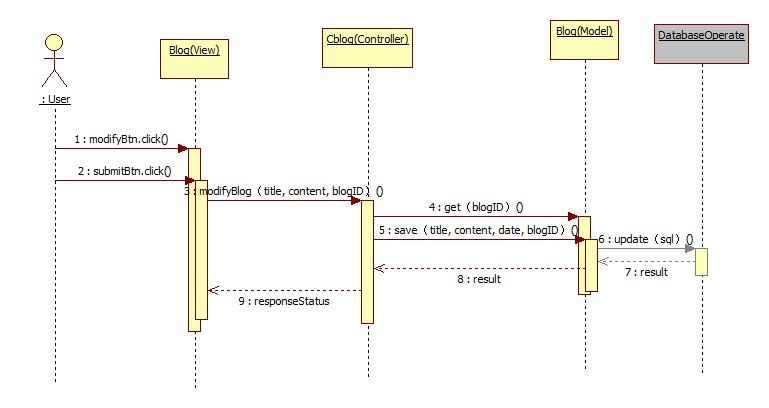 Blog(View)
Cblog(Controller)
Blog(Model)
DatabaseOperate
: User
1 : modifyBtn.click()
2 : submitBtn.click()
3 : modifyBlog（title, content, blogID）()
4 : get（blogID）()
5 : save（title, content, date, blogID）()
6 : update（sql）()
7 : result
8 : result
9 : responseStatus